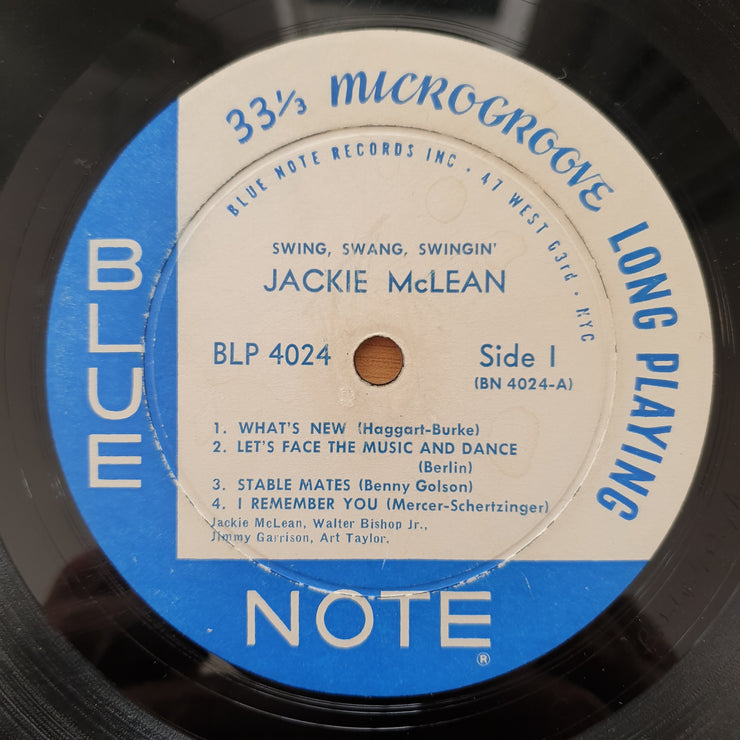 33⅓ MICROGROOVE LONG PLAYING
BLUE NOTE RECORDS INC · 47 WEST 63rd · NYC
SWING, SWANG, SWINGIN'
JACKIE McLEAN
BLP 4024
Side 1
(BN 4024-A)
1. WHAT'S NEW (Haggart-Burke)
2. LET'S FACE THE MUSIC AND DANCE
(Berlin)
3. STABLE MATES (Benny Golson)
4. I REMEMBER YOU (Mercer-Schertzinger)
Jackie McLean, Walter Bishop Jr.,
Jimmy Garrison, Art Taylor.
BLUE
NOTE
®